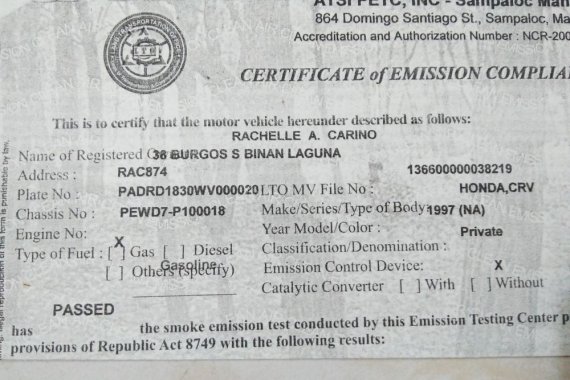 ATSI PETC, INC - Sampaloc Man
864 Domingo Santiago St., Sampaloc, Ma
Accreditation and Authorization Number : NCR-200
LTO
CERTIFICATE of EMISSION COMPLIA
This is to certify that the motor vehicle hereunder described as follows:
RACHELLE A. CARINO
Name of Registered Owner: 36 BURGOS S BINAN LAGUNA
Address : RAC874 136600000038219
Plate No : PADRD1830WV000020 LTO MV File No : HONDA,CRV
Chassis No : PEWD7-P100018 Make/Series/Type of Body: 1997 (NA)
Engine No: Year Model/Color : Private
Type of Fuel : [X] Gas [ ] Diesel Classification/Denomination :
[ ] Others (specify) Gasoline Emission Control Device: X
Catalytic Converter [ ] With [ ] Without
PASSED
has the smoke emission test conducted by this Emission Testing Center p
provisions of Republic Act 8749 with the following results: